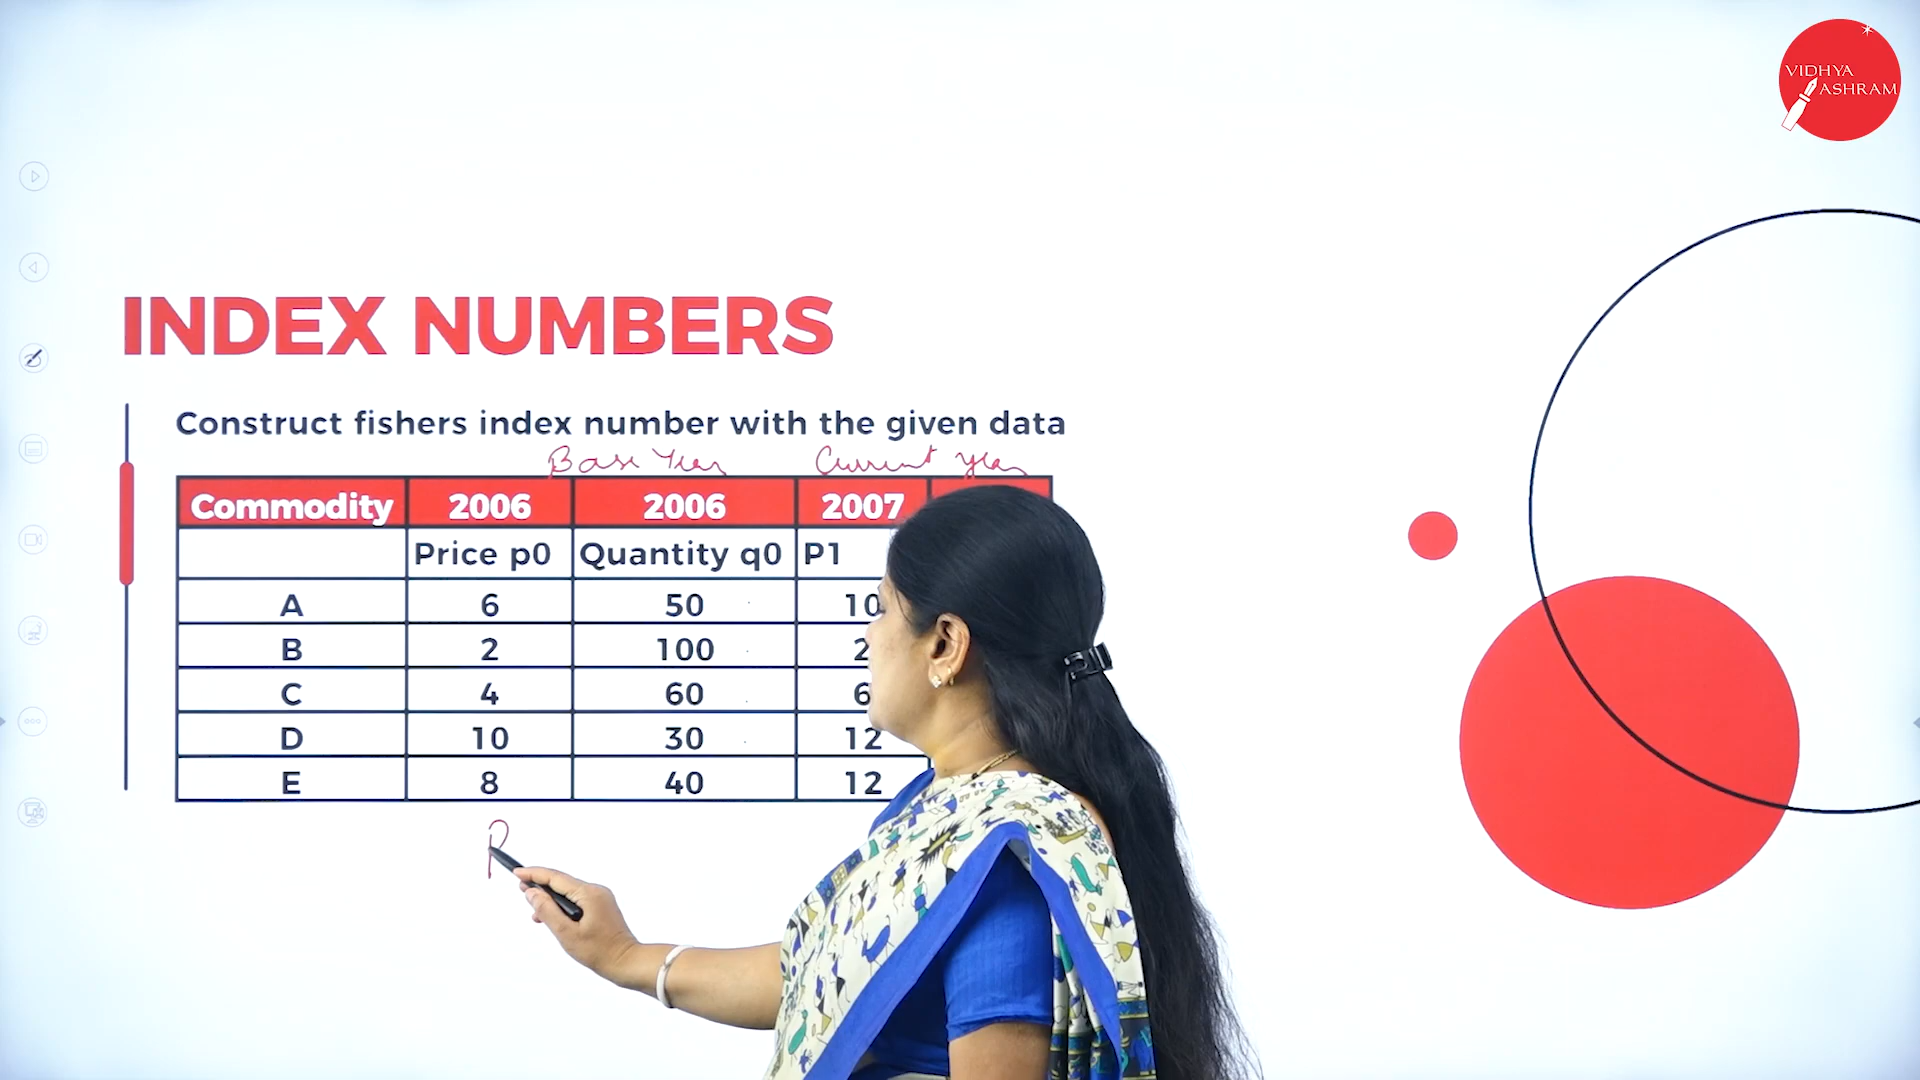 VIDHYA
ASHRAM
INDEX NUMBERS
Construct fishers index number with the given data
Base Year Current year
Commodity 2006 2006 2007
Price p0 Quantity q0 P1
A 6 50 10
B 2 100 2
C 4 60 6
D 10 30 12
E 8 40 12
P